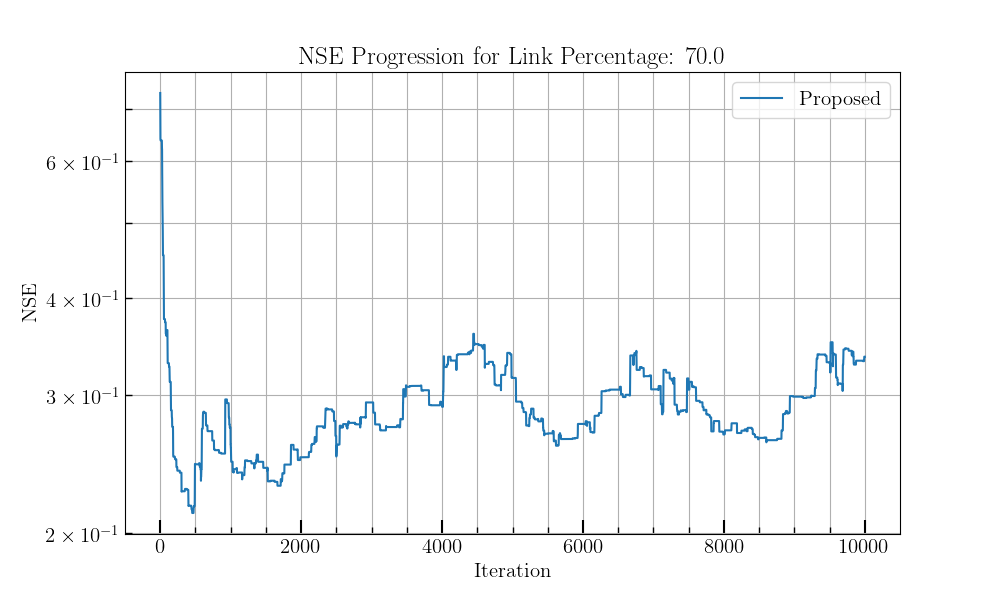 NSE Progression for Link Percentage: 70.0
Proposed
6 × 10⁻¹
4 × 10⁻¹
3 × 10⁻¹
2 × 10⁻¹
NSE
0 2000 4000 6000 8000 10000
Iteration